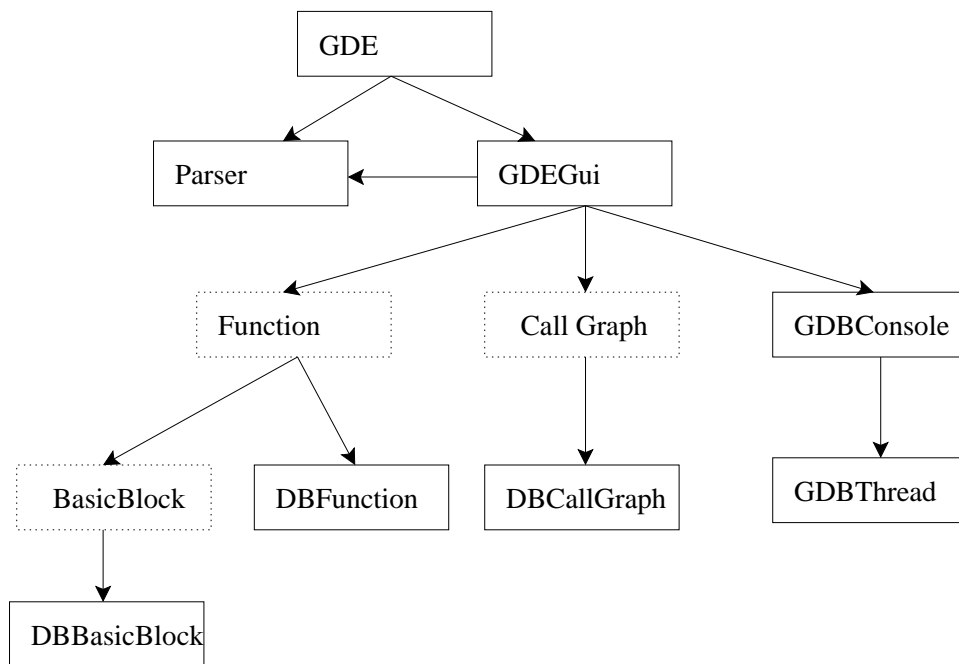 GDE
Parser
GDEGui
Function
Call Graph
GDBConsole
BasicBlock
DBFunction
DBCallGraph
GDBThread
DBBasicBlock